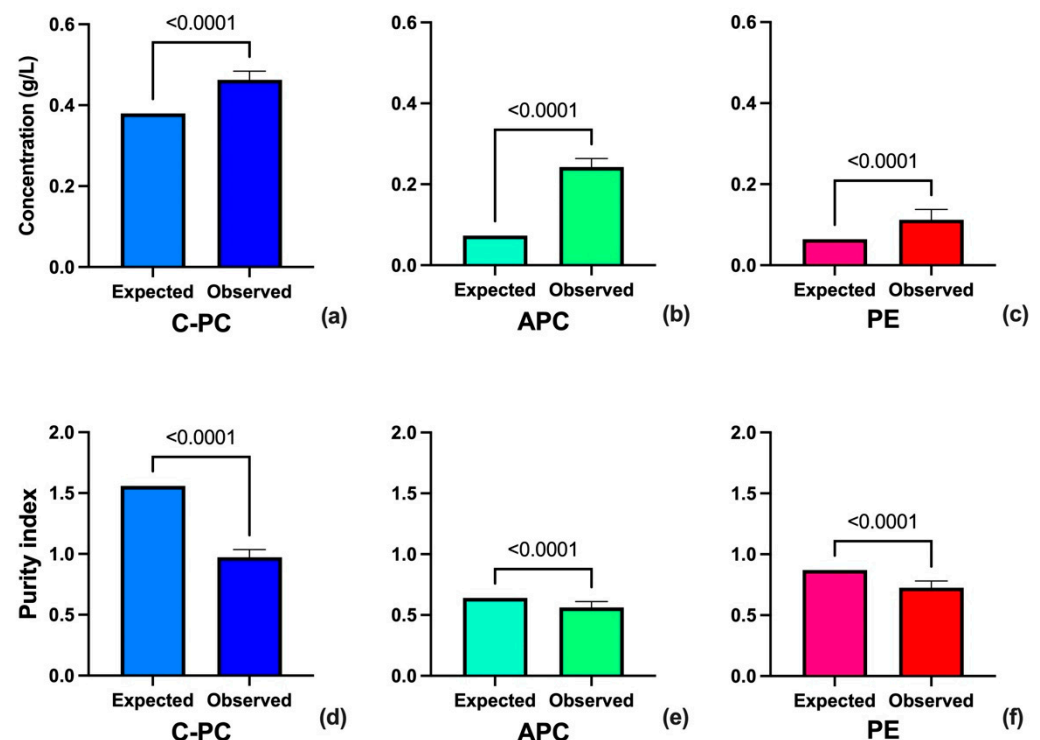 Concentration (g/L)
0.6
0.4
0.2
0.0
<0.0001
Expected Observed
C-PC
(a)
0.6
0.4
0.2
0.0
<0.0001
Expected Observed
APC
(b)
0.6
0.4
0.2
0.0
<0.0001
Expected Observed
PE
(c)
Purity index
2.0
1.5
1.0
0.5
0.0
<0.0001
Expected Observed
C-PC
(d)
2.0
1.5
1.0
0.5
0.0
<0.0001
Expected Observed
APC
(e)
2.0
1.5
1.0
0.5
0.0
<0.0001
Expected Observed
PE
(f)